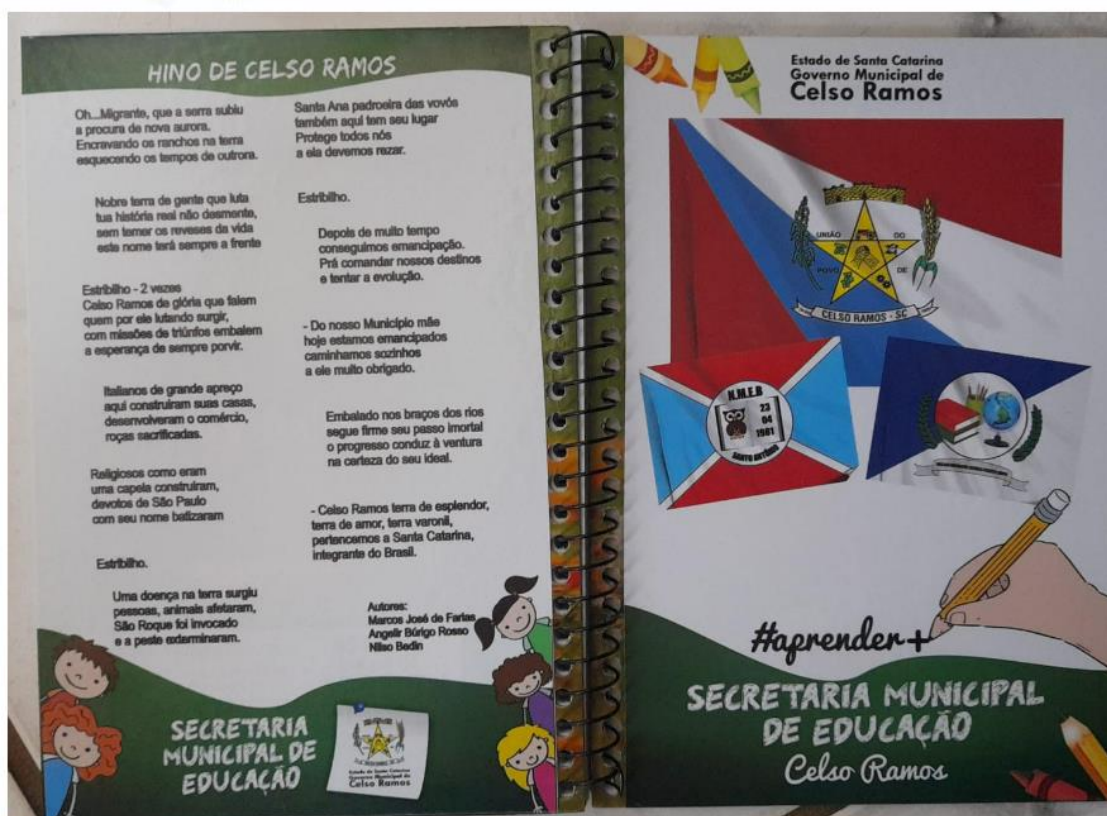 HINO DE CELSO RAMOS
Oh...Migrante, que a serra subiu
a procura de nova aurora.
Encravando os ranchos na terra
esquecendo os tempos de outrora.
Nobre terra de gente que luta
tua história real não desmente,
sem temer os reveses da vida
este nome terá sempre a frente
Estribilho - 2 vezes
Celso Ramos de glória que falem
quem por ele lutando surgir,
com missões de triúnfos embalem
a esperança de sempre porvir.
Italianos de grande apreço
aqui construiram suas casas,
desenvolveram o comércio,
roças sacrificadas.
Religiosos como eram
uma capela construiram,
devotos de São Paulo
com seu nome batizaram
Estribilho.
Uma doença na terra surgiu
pessoas, animais afetaram,
São Roque foi invocado
e a peste exterminaram.
Santa Ana padroeira das vovós
também aqui tem seu lugar
Protege todos nós
a ela devemos rezar.
Estribilho.
Depois de muito tempo
conseguimos emancipação.
Prá comandar nossos destinos
e tentar a evolução.
- Do nosso Município mãe
hoje estamos emancipados
caminhamos sozinhos
a ele muito obrigado.
Embalado nos braços dos rios
segue firme seu passo imortal
o progresso conduz à ventura
na certeza do seu ideal.
- Celso Ramos terra de esplendor,
terra de amor, terra varonil,
pertencemos a Santa Catarina,
integrante do Brasil.
Autores:
Marcos José de Farias
Angelir Búrigo Rosso
Nilso Bedin
SECRETARIA
MUNICIPAL DE
EDUCAÇÃO
Estado de Santa Catarina
Governo Municipal de
Celso Ramos
Estado de Santa Catarina
Governo Municipal de
Celso Ramos
UNIÃO DO
POVO DE
CELSO RAMOS - SC
N.M.E.B
23
04
1981
SANTO ANTÔNIO
#aprender+
SECRETARIA MUNICIPAL
DE EDUCAÇÃO
Celso Ramos